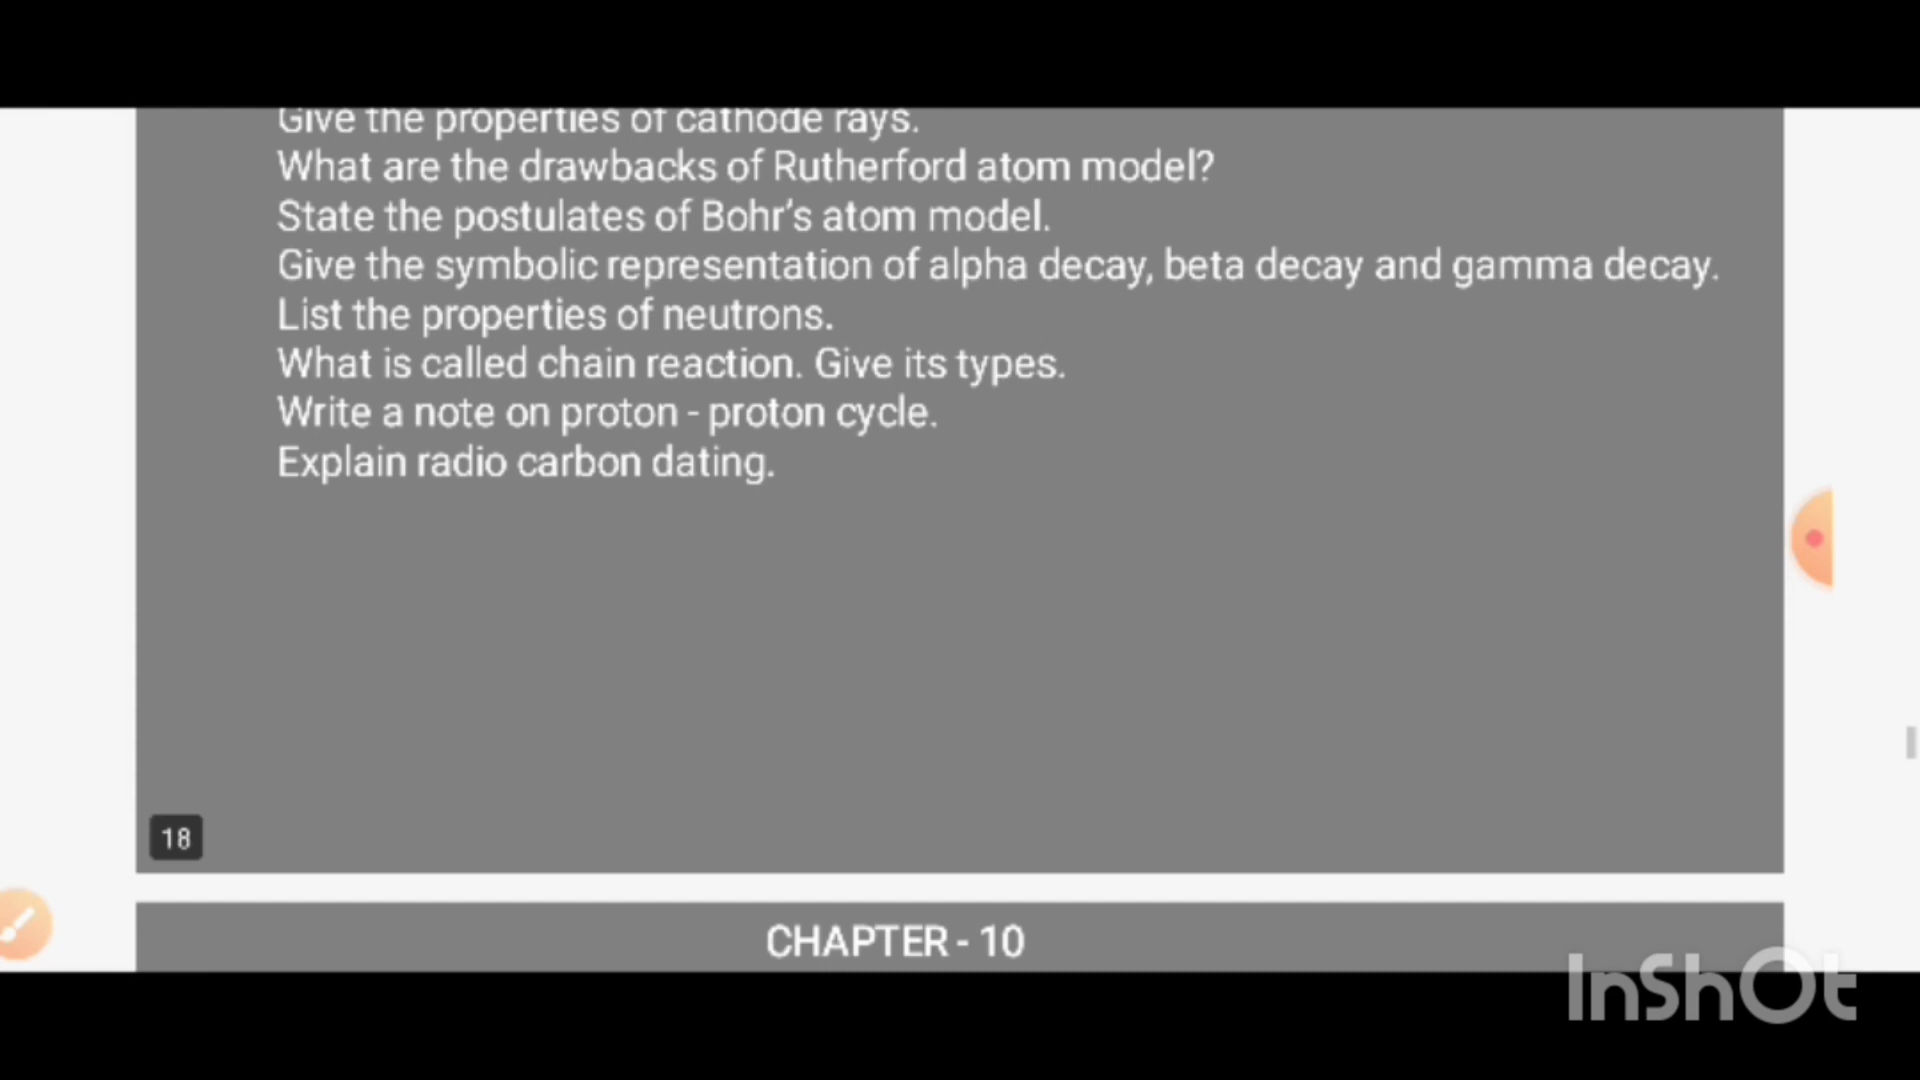 Give the properties of cathode rays.
What are the drawbacks of Rutherford atom model?
State the postulates of Bohr’s atom model.
Give the symbolic representation of alpha decay, beta decay and gamma decay.
List the properties of neutrons.
What is called chain reaction. Give its types.
Write a note on proton - proton cycle.
Explain radio carbon dating.
18
CHAPTER - 10
InShOt